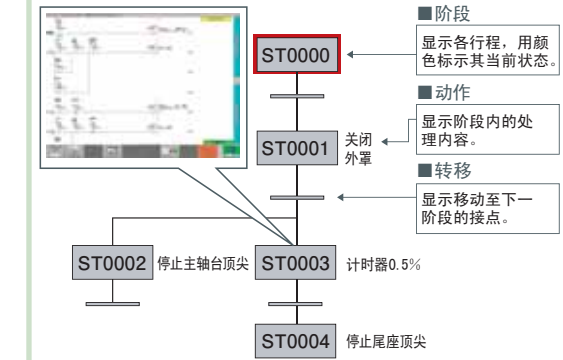 ■阶段
显示各行程，用颜
色标示其当前状态。
ST0000
■动作
显示阶段内的处
理内容。
ST0001
关闭
外罩
■转移
显示移动至下一
阶段的接点。
ST0002
停止主轴台顶尖
ST0003
计时器0.5%
ST0004
停止尾座顶尖